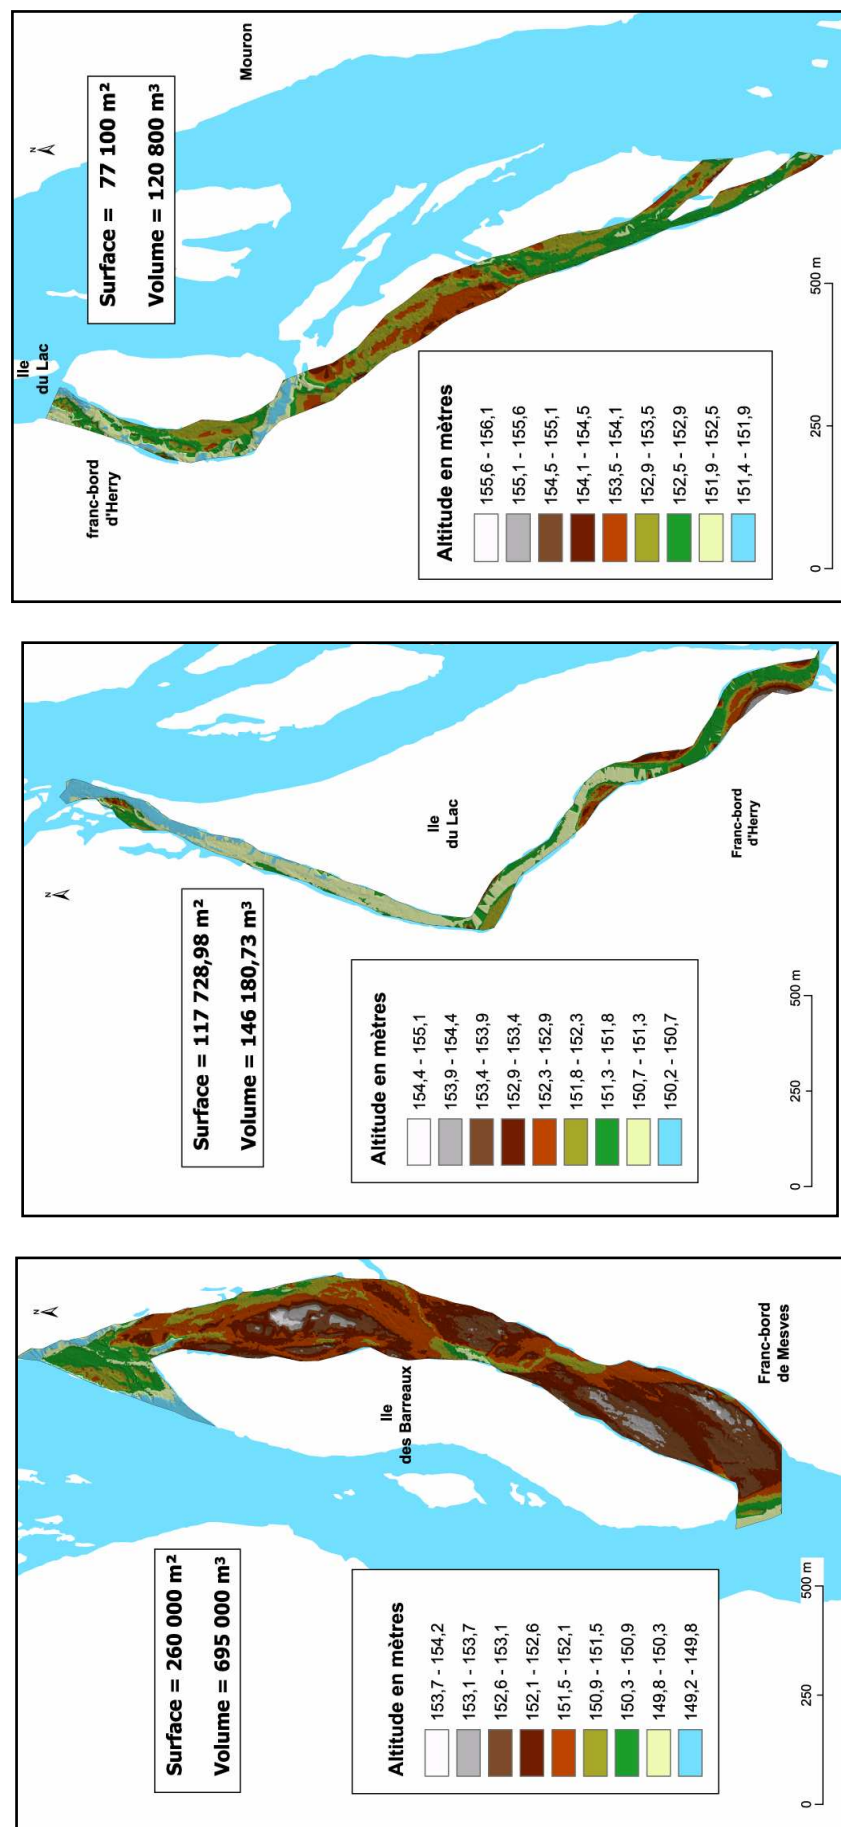 Mouron
N
Surface = 77 100 m²
Volume = 120 800 m³
Ile
du Lac
franc-bord
d'Herry
Altitude en mètres
155,6 - 156,1
155,1 - 155,6
154,5 - 155,1
154,1 - 154,5
153,5 - 154,1
152,9 - 153,5
152,5 - 152,9
151,9 - 152,5
151,4 - 151,9
0
250
500 m
N
Surface = 117 728,98 m²
Volume = 146 180,73 m³
Ile
du Lac
Franc-bord
d'Herry
Altitude en mètres
154,4 - 155,1
153,9 - 154,4
153,4 - 153,9
152,9 - 153,4
152,3 - 152,9
151,8 - 152,3
151,3 - 151,8
150,7 - 151,3
150,2 - 150,7
0
250
500 m
N
Surface = 260 000 m²
Volume = 695 000 m³
Ile
des Barreaux
Franc-bord
de Mesves
Altitude en mètres
153,7 - 154,2
153,1 - 153,7
152,6 - 153,1
152,1 - 152,6
151,5 - 152,1
150,9 - 151,5
150,3 - 150,9
149,8 - 150,3
149,2 - 149,8
0
250
500 m